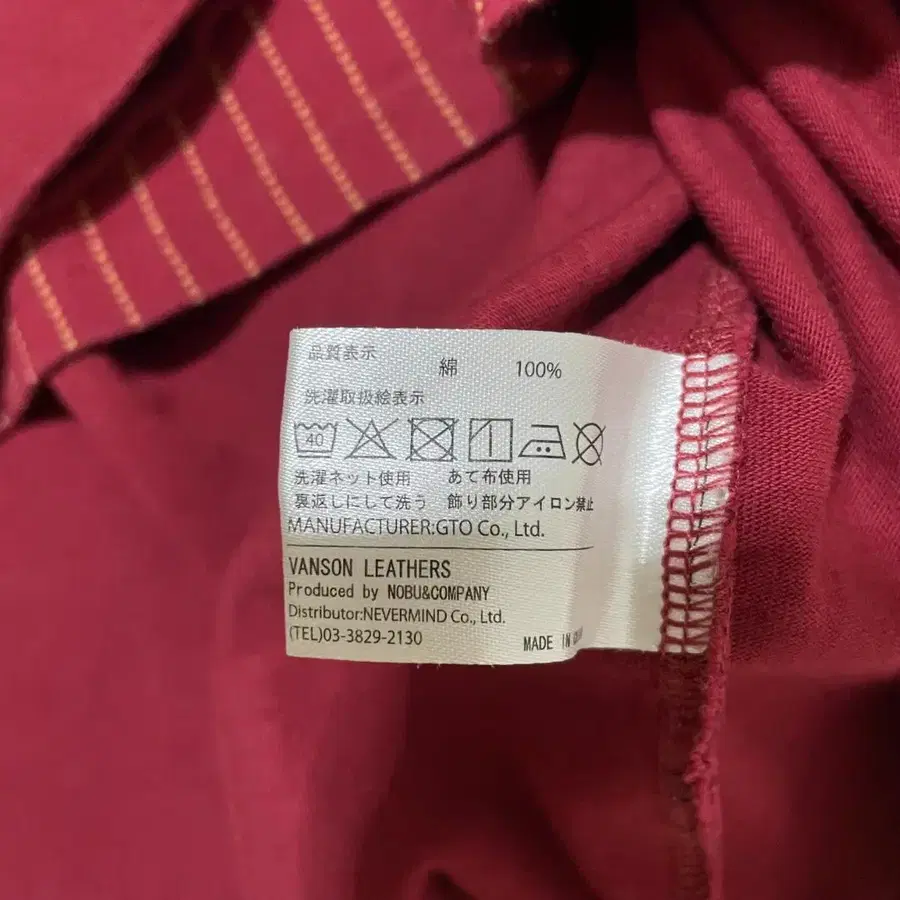 品質表示
綿 100%
洗濯取扱絵表示
40
洗濯ネット使用 あて布使用
裏返しにして洗う 飾り部分アイロン禁止
MANUFACTURER:GTO Co., Ltd.
VANSON LEATHERS
Produced by NOBU&COMPANY
Distributor:NEVERMIND Co., Ltd.
(TEL)03-3829-2130
MADE IN